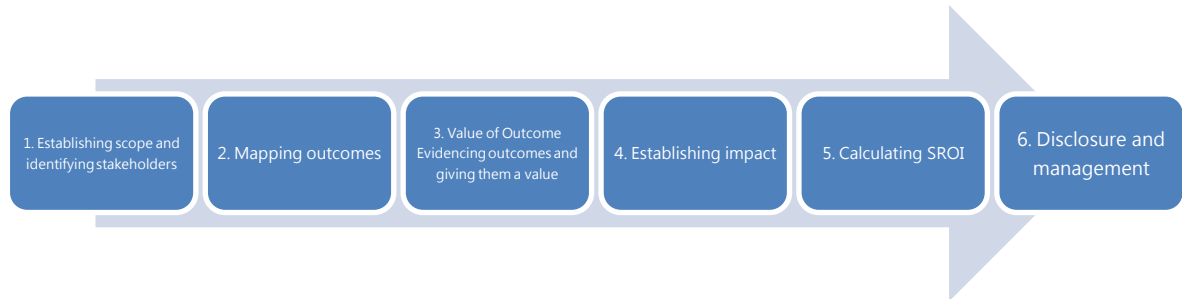 1. Establishing scope and
identifying stakeholders
2. Mapping outcomes
3. Value of Outcome
Evidencing outcomes and
giving them a value
4. Establishing impact
5. Calculating SROI
6. Disclosure and
management